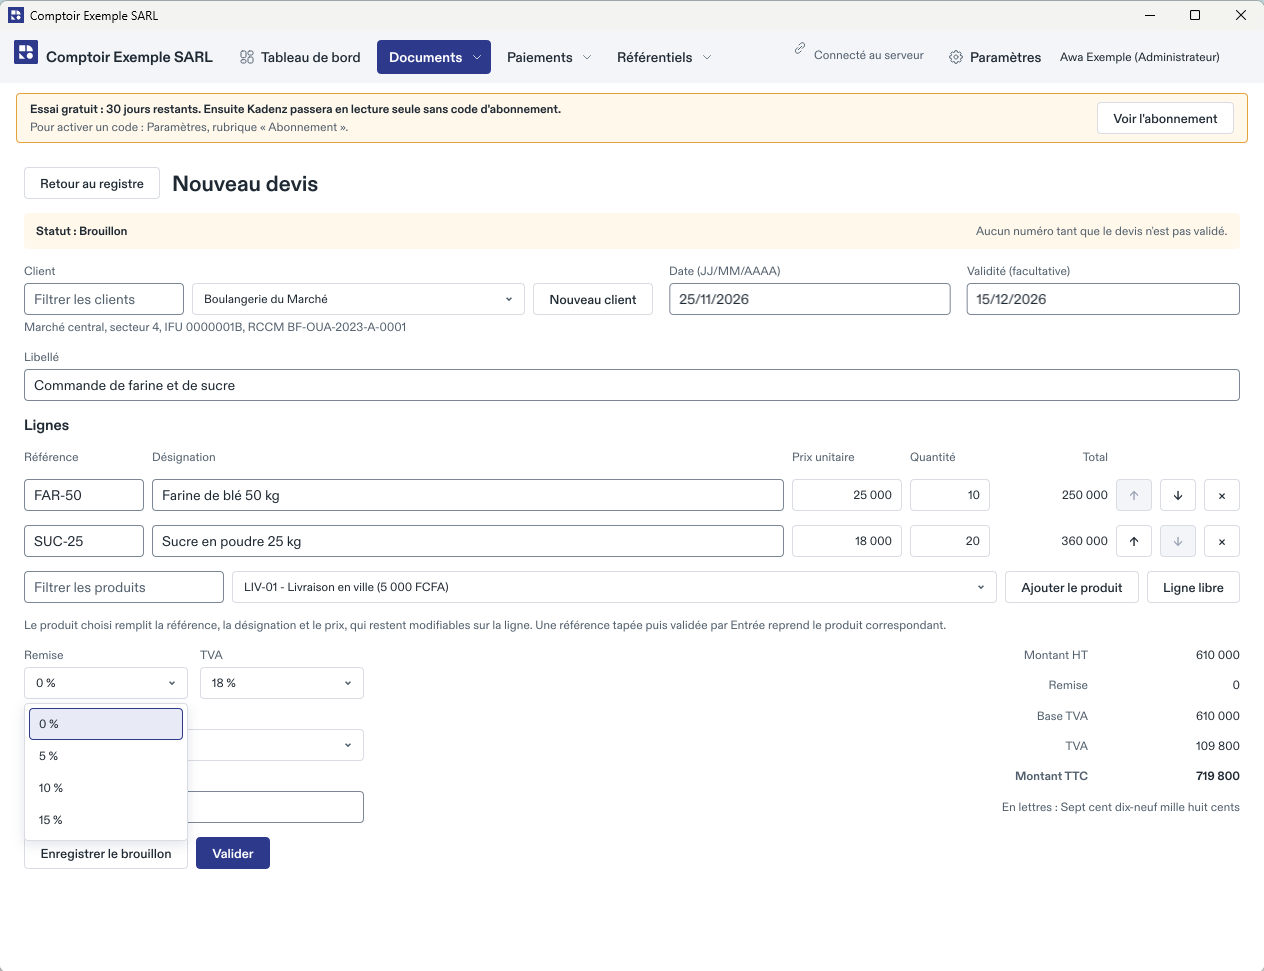 Comptoir Exemple SARL
Comptoir Exemple SARL
Tableau de bord
Documents
Paiements
Référentiels
Connecté au serveur
Paramètres
Awa Exemple (Administrateur)
Essai gratuit : 30 jours restants. Ensuite Kadenz passera en lecture seule sans code d'abonnement.
Pour activer un code : Paramètres, rubrique « Abonnement ».
Voir l'abonnement
Retour au registre
Nouveau devis
Statut : Brouillon
Aucun numéro tant que le devis n'est pas validé.
Client
Date (JJ/MM/AAAA)
Validité (facultative)
Filtrer les clients
Boulangerie du Marché
Nouveau client
25/11/2026
15/12/2026
Marché central, secteur 4, IFU 0000001B, RCCM BF-OUA-2023-A-0001
Libellé
Commande de farine et de sucre
Lignes
Référence
Désignation
Prix unitaire
Quantité
Total
FAR-50
Farine de blé 50 kg
25 000
10
250 000
SUC-25
Sucre en poudre 25 kg
18 000
20
360 000
Filtrer les produits
LIV-01 - Livraison en ville (5 000 FCFA)
Ajouter le produit
Ligne libre
Le produit choisi remplit la référence, la désignation et le prix, qui restent modifiables sur la ligne. Une référence tapée puis validée par Entrée reprend le produit correspondant.
Remise
TVA
0 %
18 %
0 %
5 %
10 %
15 %
Montant HT 610 000
Remise 0
Base TVA 610 000
TVA 109 800
Montant TTC 719 800
En lettres : Sept cent dix-neuf mille huit cents
Enregistrer le brouillon
Valider